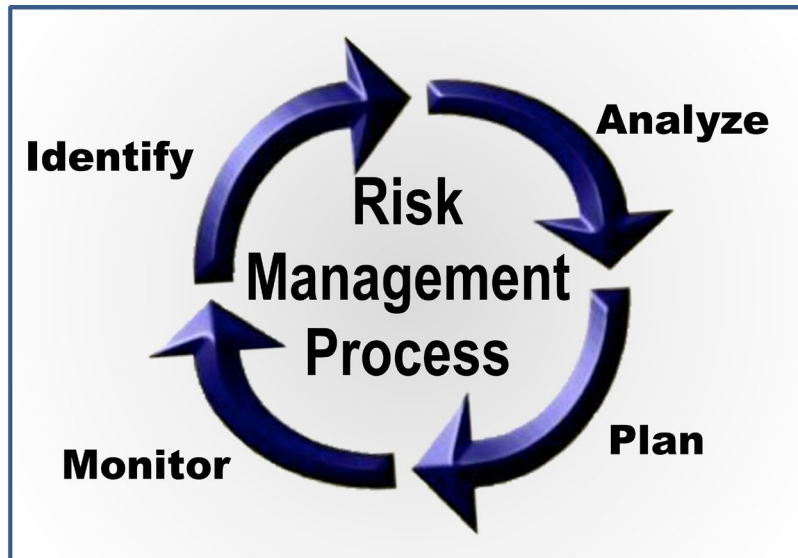 Identify
Analyze
Risk
Management
Process
Monitor
Plan